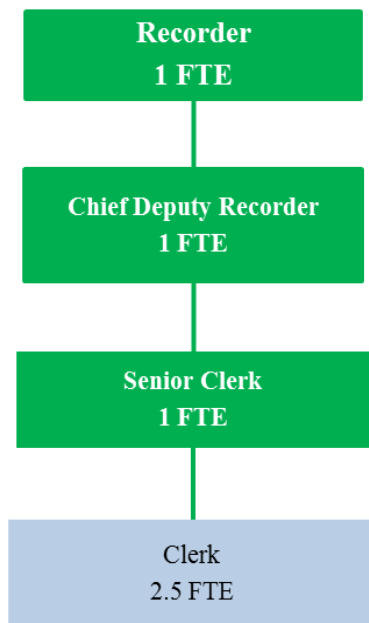 Recorder
1 FTE
Chief Deputy Recorder
1 FTE
Senior Clerk
1 FTE
Clerk
2.5 FTE